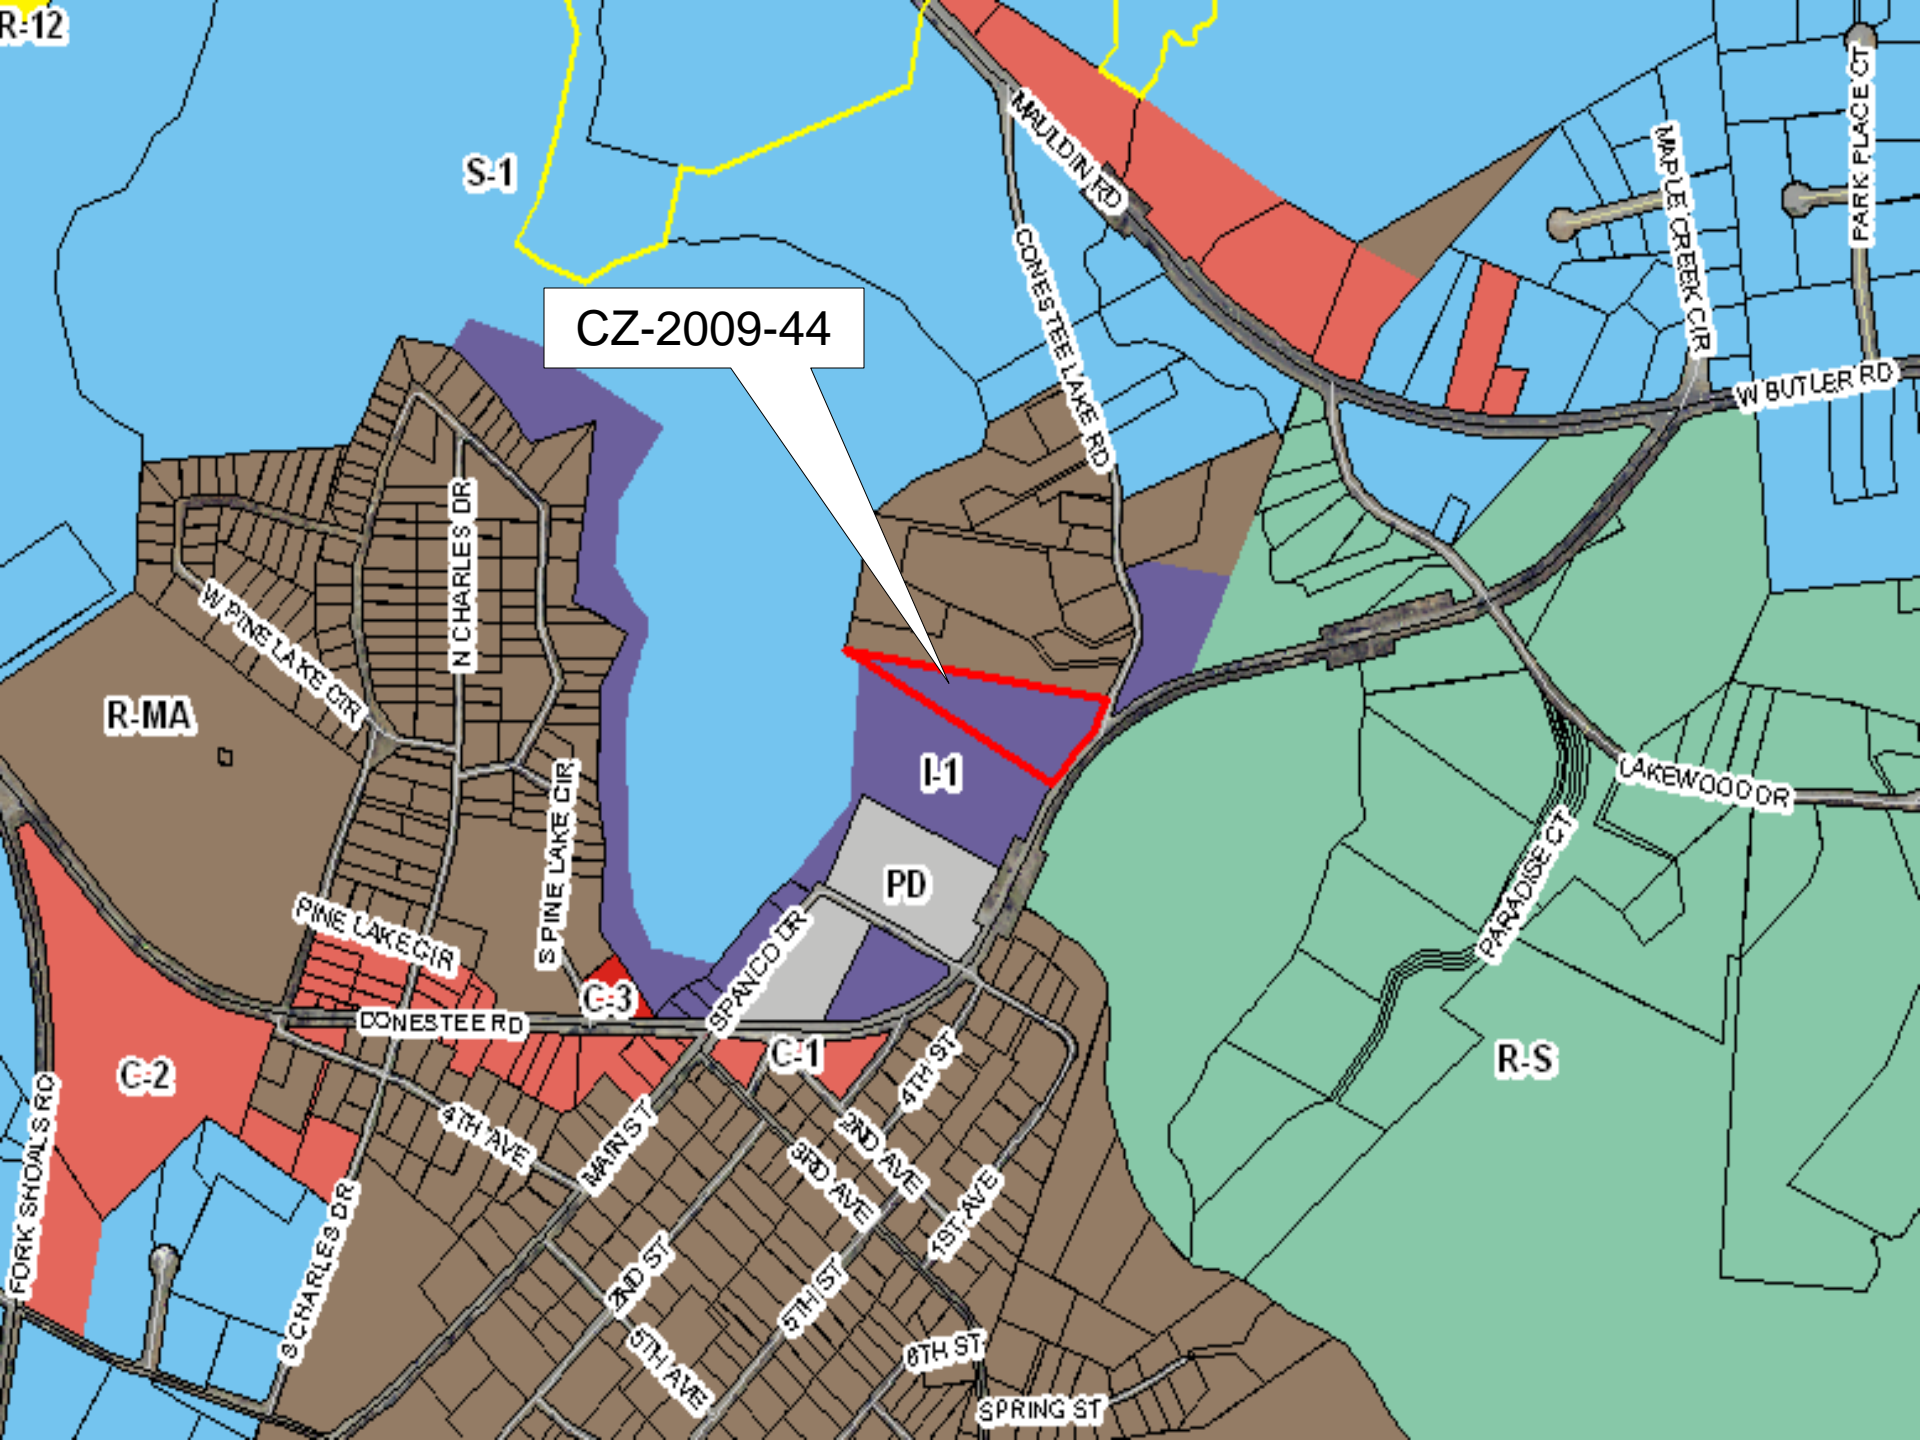 R-12
S-1
MAULDIN RD
PARK PLACE CT
MAPLE CREEK CIR
CONESTEE LAKE RD
CZ-2009-44
W BUTLER RD
N CHARLES DR
W PINE LAKE CIR
R-MA
I-1
LAKEWOOD DR
S PINE LAKE CIR
PARADISE CT
PD
PINE LAKE CIR
SPANCO DR
C-3
CONESTEE RD
C-1
C-2
R-S
4TH ST
4TH AVE
MAIN ST
2ND AVE
3RD AVE
1ST AVE
FORK SHOALS RD
S CHARLES DR
2ND ST
5TH ST
5TH AVE
6TH ST
SPRING ST